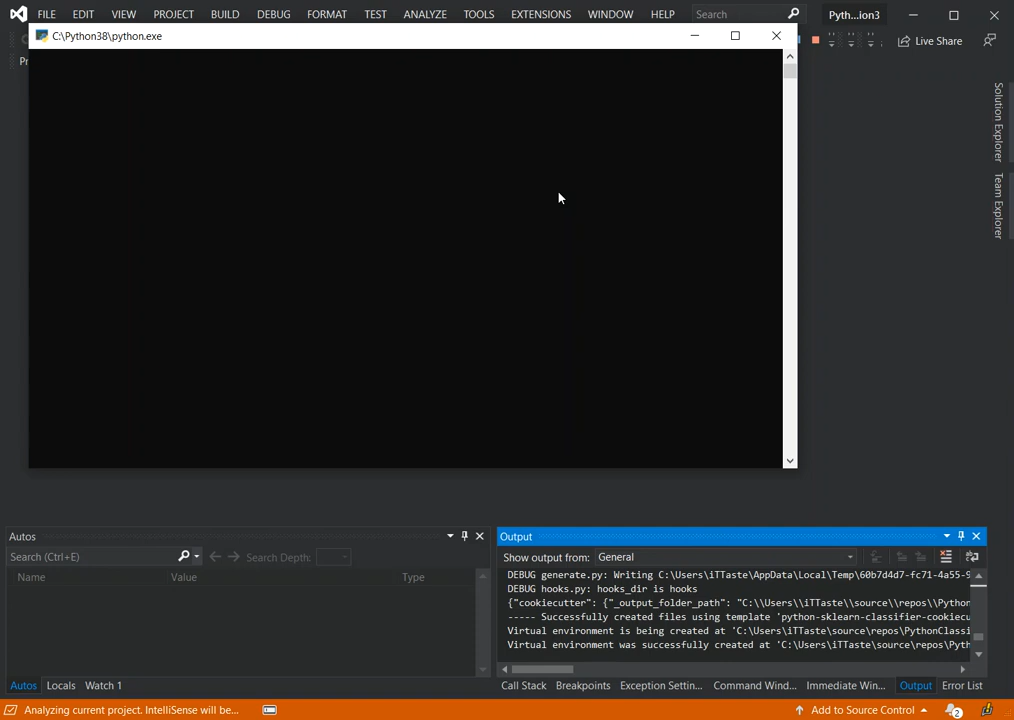 FILE EDIT VIEW PROJECT BUILD DEBUG FORMAT TEST ANALYZE TOOLS EXTENSIONS WINDOW HELP Search Pyth...ion3
C:\Python38\python.exe
Live Share
Pr
Solution Explorer
Team Explorer
Autos
Search (Ctrl+E) Search Depth:
Name Value Type
Autos Locals Watch 1
Output
Show output from: General
DEBUG generate.py: Writing C:\Users\iTTaste\AppData\Local\Temp\60b7d4d7-fc71-4a55-9
DEBUG hooks.py: hooks_dir is hooks
{"cookiecutter": {"_output_folder_path": "C:\\Users\\iTTaste\\source\\repos\\Python
----- Successfully created files using template 'python-sklearn-classifier-cookiecu
Virtual environment is being created at 'C:\Users\iTTaste\source\repos\PythonClassi
Virtual environment was successfully created at 'C:\Users\iTTaste\source\repos\Pyth
Call Stack Breakpoints Exception Settin... Command Wind... Immediate Win... Output Error List
Analyzing current project. IntelliSense will be... Add to Source Control 2